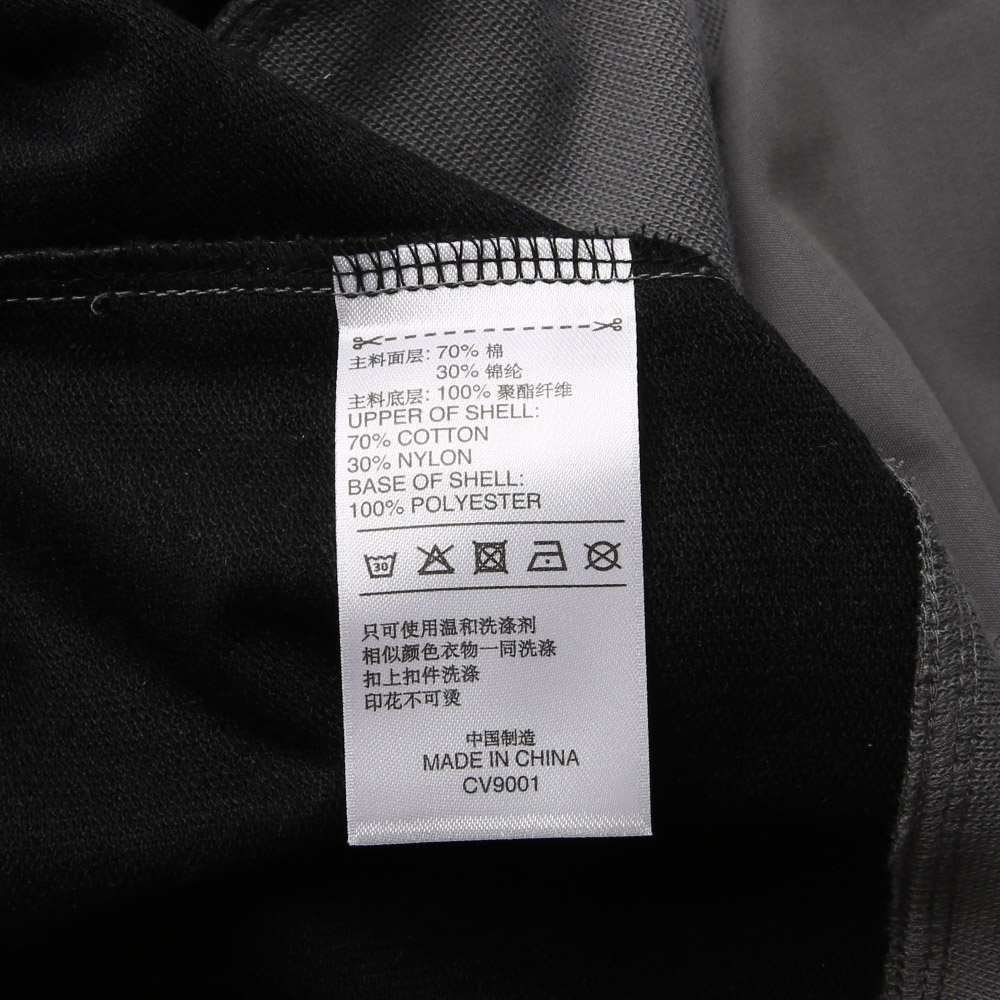 主料面层: 70% 棉
30% 锦纶
主料底层: 100% 聚酯纤维
UPPER OF SHELL:
70% COTTON
30% NYLON
BASE OF SHELL:
100% POLYESTER
30
只可使用温和洗涤剂
相似颜色衣物一同洗涤
扣上扣件洗涤
印花不可烫
中国制造
MADE IN CHINA
CV9001